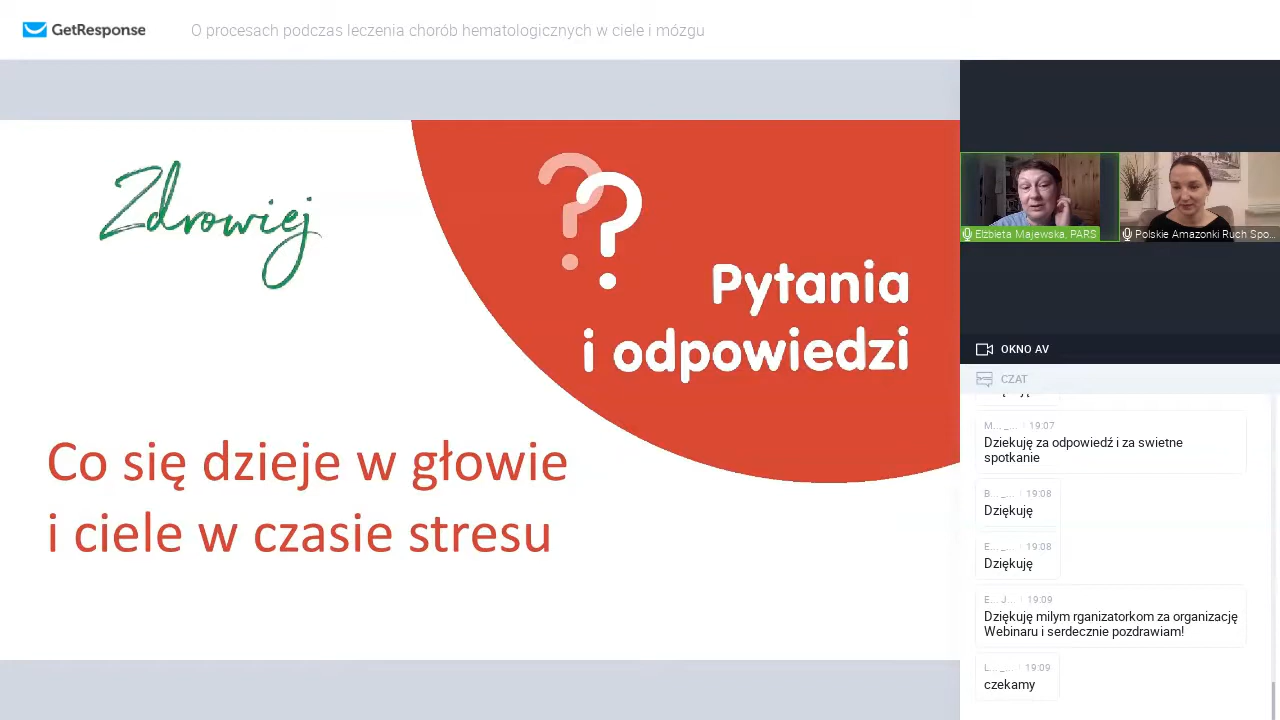 GetResponse
O procesach podczas leczenia chorób hematologicznych w ciele i mózgu
Zdrowiej
??
Pytania
i odpowiedzi
Co się dzieje w głowie
i ciele w czasie stresu
Elżbieta Majewska, PARS
Polskie Amazonki Ruch Spo...
OKNO AV
CZAT
M... _... 19:07
Dziekuję za odpowiedź i za swietne
spotkanie
B... _... 19:08
Dziękuję
E... _... 19:08
Dziękuję
E... J... 19:09
Dziękuję milym rganizatorkom za organizację
Webinaru i serdecznie pozdrawiam!
L... _... 19:09
czekamy